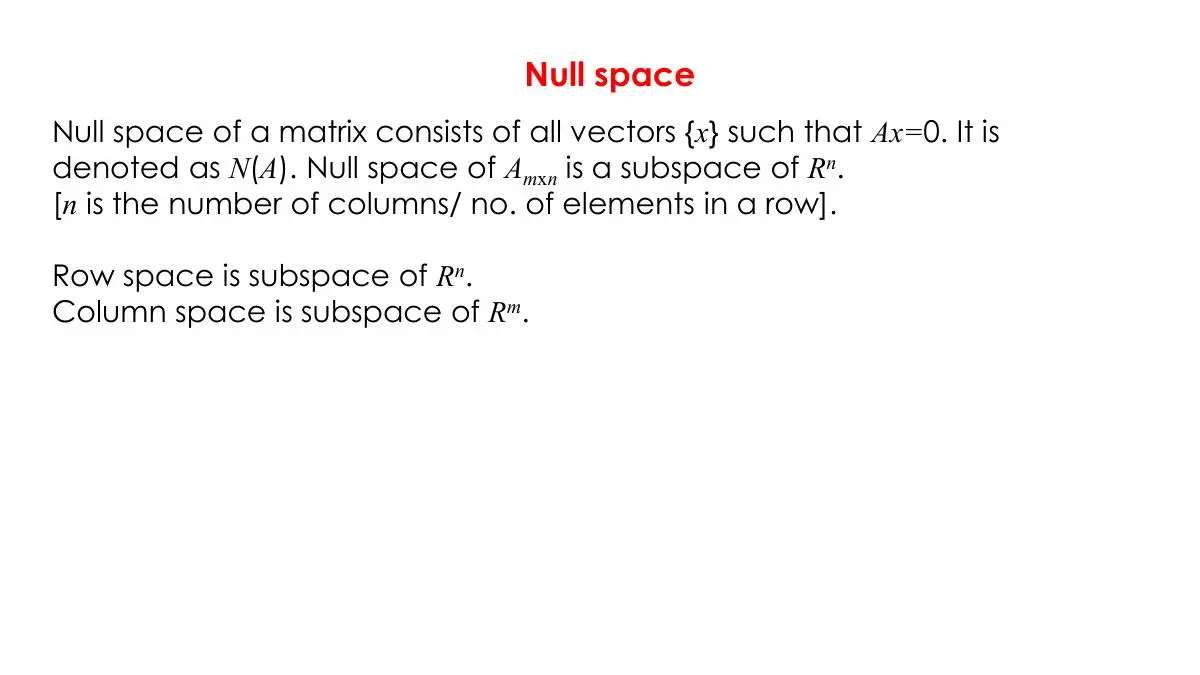 Null space
Null space of a matrix consists of all vectors {x} such that Ax=0. It is
denoted as N(A). Null space of Amxn is a subspace of Rⁿ.
[n is the number of columns/ no. of elements in a row].
Row space is subspace of Rⁿ.
Column space is subspace of Rᵐ.